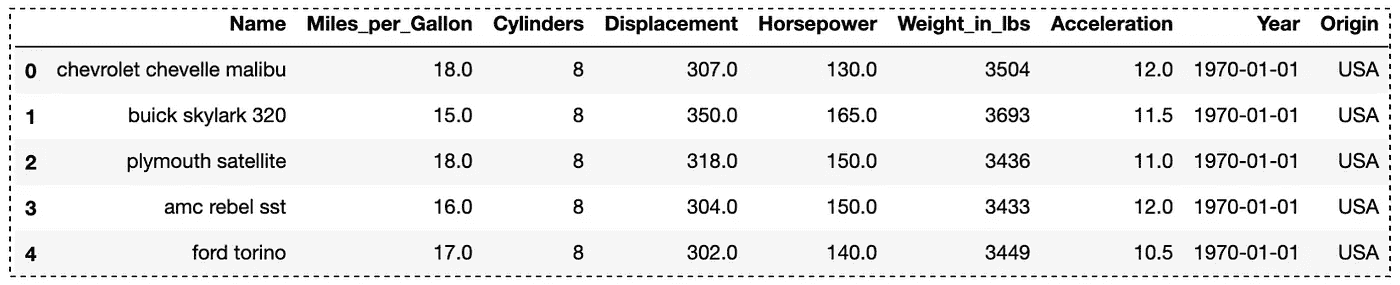 Name Miles_per_Gallon Cylinders Displacement Horsepower Weight_in_lbs Acceleration Year Origin
0 chevrolet chevelle malibu 18.0 8 307.0 130.0 3504 12.0 1970-01-01 USA
1 buick skylark 320 15.0 8 350.0 165.0 3693 11.5 1970-01-01 USA
2 plymouth satellite 18.0 8 318.0 150.0 3436 11.0 1970-01-01 USA
3 amc rebel sst 16.0 8 304.0 150.0 3433 12.0 1970-01-01 USA
4 ford torino 17.0 8 302.0 140.0 3449 10.5 1970-01-01 USA